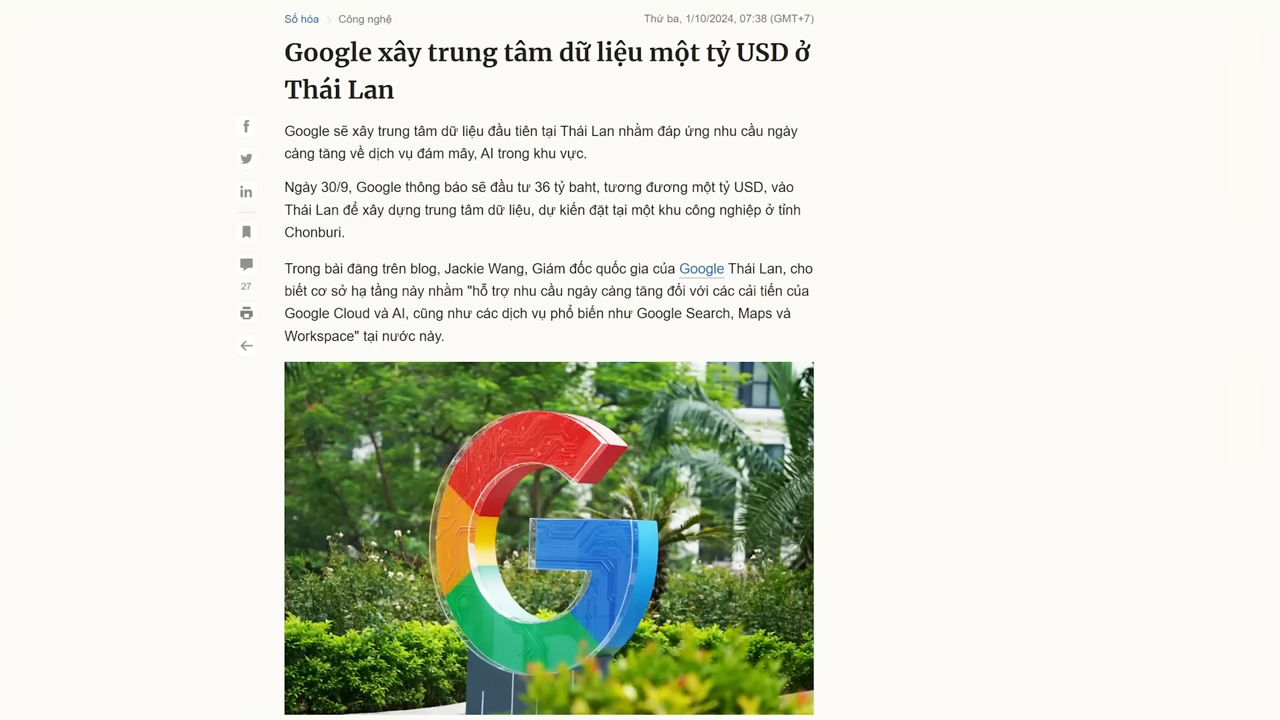 Số hóa > Công nghệ
Thứ ba, 1/10/2024, 07:38 (GMT+7)
Google xây trung tâm dữ liệu một tỷ USD ở
Thái Lan
Google sẽ xây trung tâm dữ liệu đầu tiên tại Thái Lan nhằm đáp ứng nhu cầu ngày
càng tăng về dịch vụ đám mây, AI trong khu vực.
Ngày 30/9, Google thông báo sẽ đầu tư 36 tỷ baht, tương đương một tỷ USD, vào
Thái Lan để xây dựng trung tâm dữ liệu, dự kiến đặt tại một khu công nghiệp ở tỉnh
Chonburi.
Trong bài đăng trên blog, Jackie Wang, Giám đốc quốc gia của Google Thái Lan, cho
biết cơ sở hạ tầng này nhằm "hỗ trợ nhu cầu ngày càng tăng đối với các cải tiến của
Google Cloud và AI, cũng như các dịch vụ phổ biến như Google Search, Maps và
Workspace" tại nước này.
27